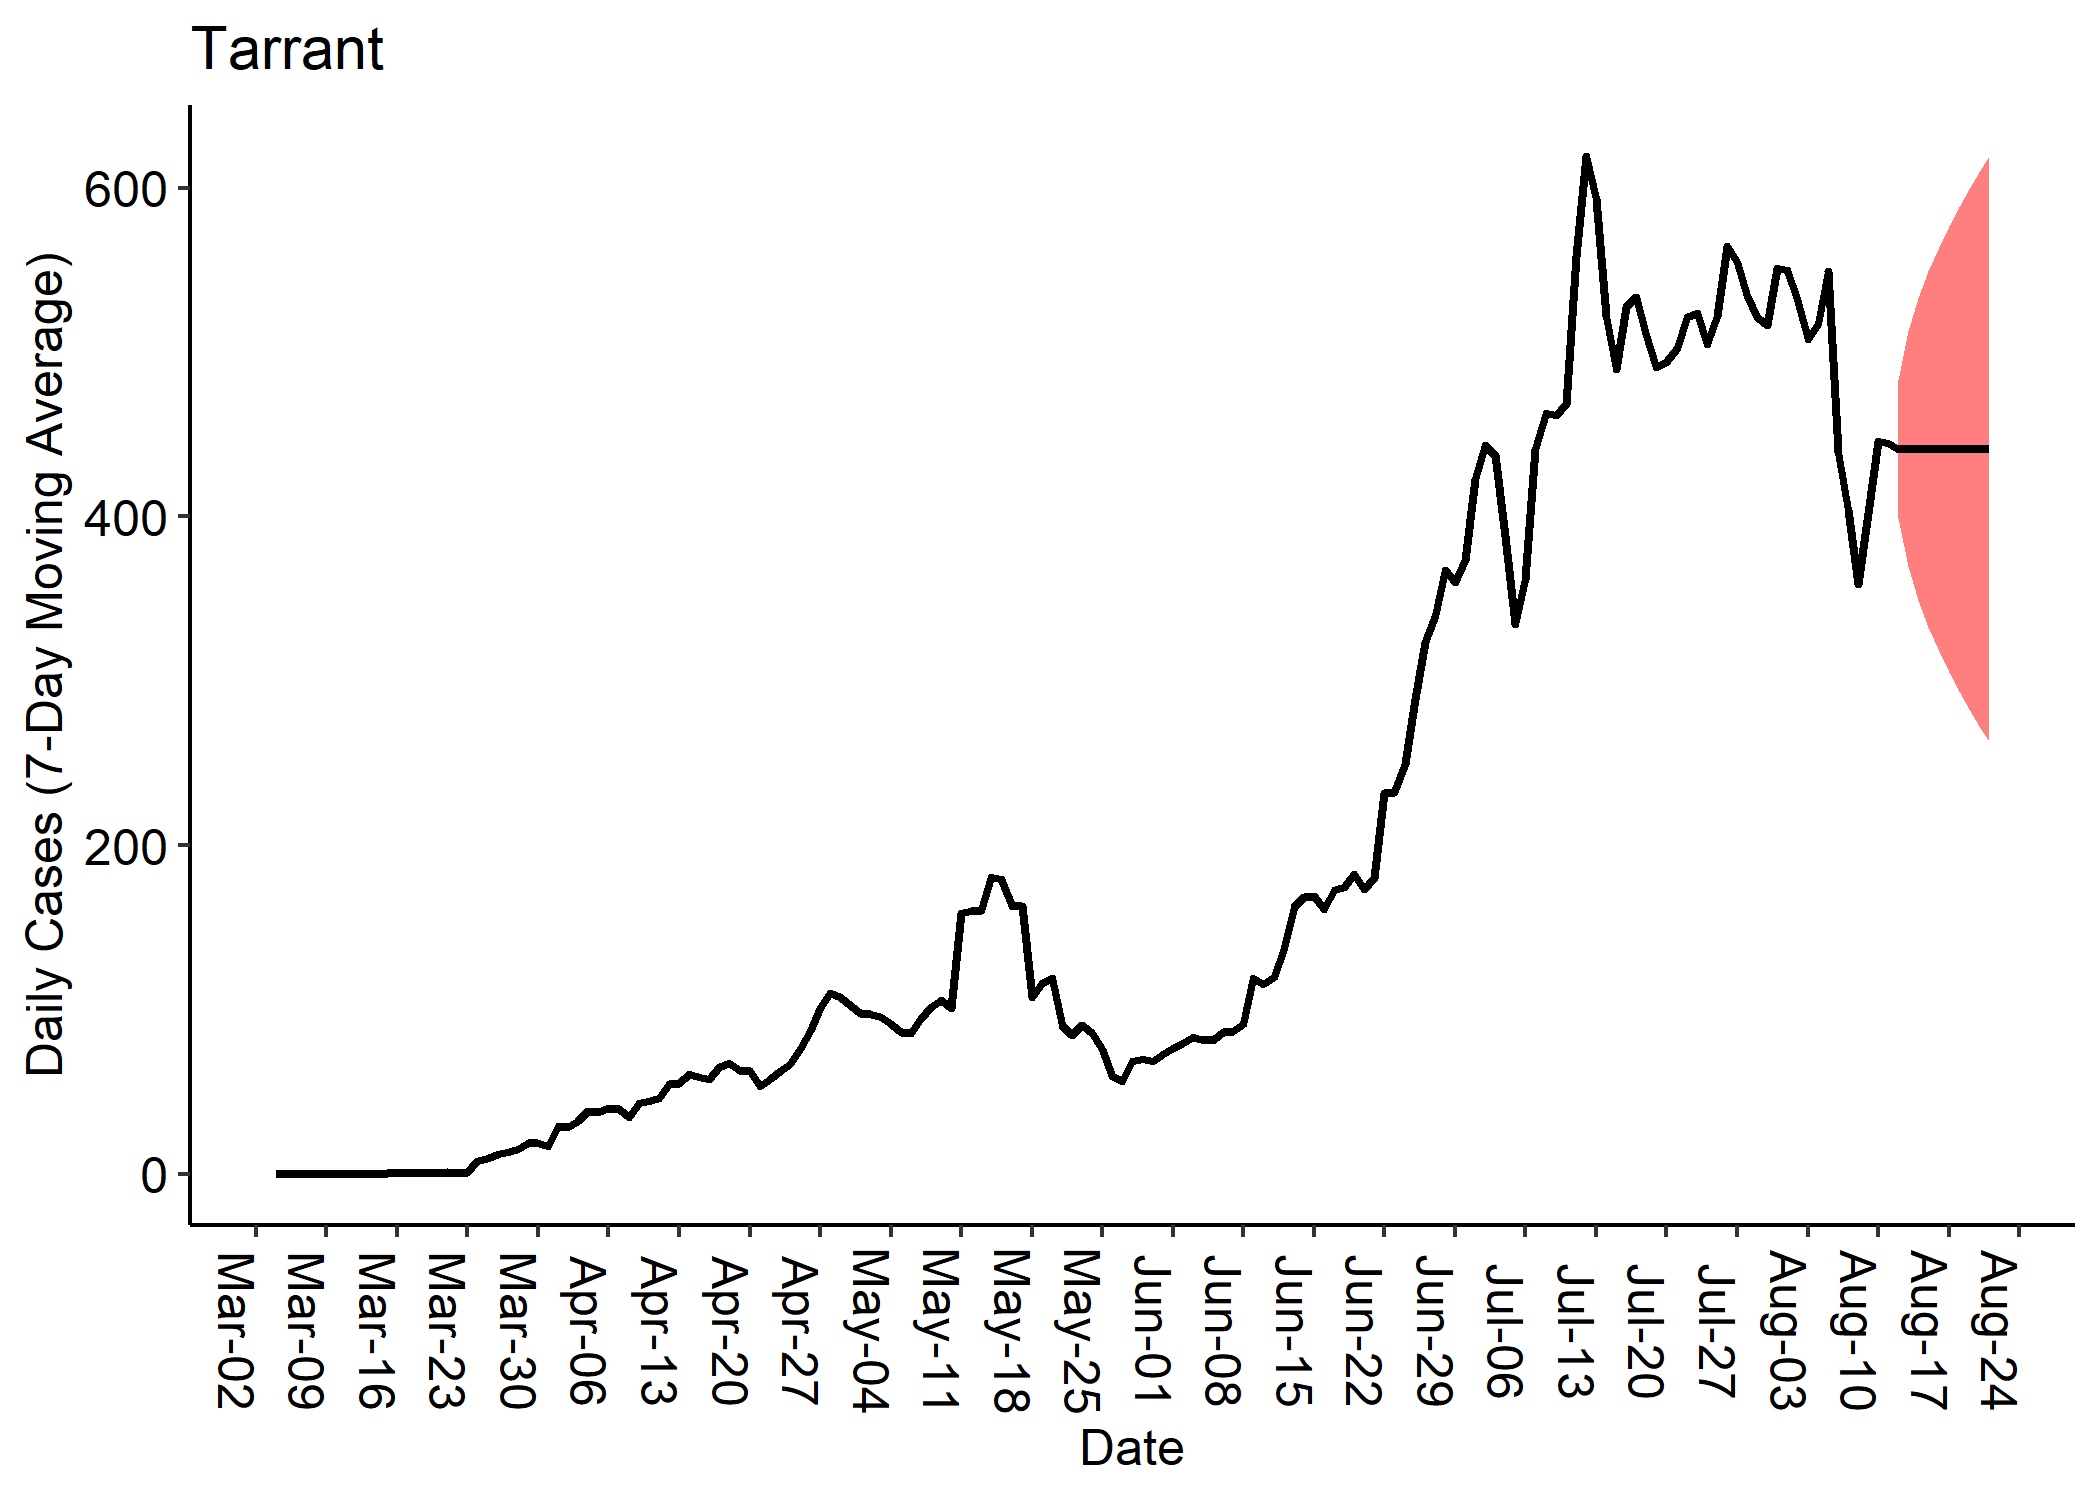 Tarrant
Daily Cases (7-Day Moving Average)
600
400
200
0
Mar-02
Mar-09
Mar-16
Mar-23
Mar-30
Apr-06
Apr-13
Apr-20
Apr-27
May-04
May-11
May-18
May-25
Jun-01
Jun-08
Jun-15
Jun-22
Jun-29
Jul-06
Jul-13
Jul-20
Jul-27
Aug-03
Aug-10
Aug-17
Aug-24
Date